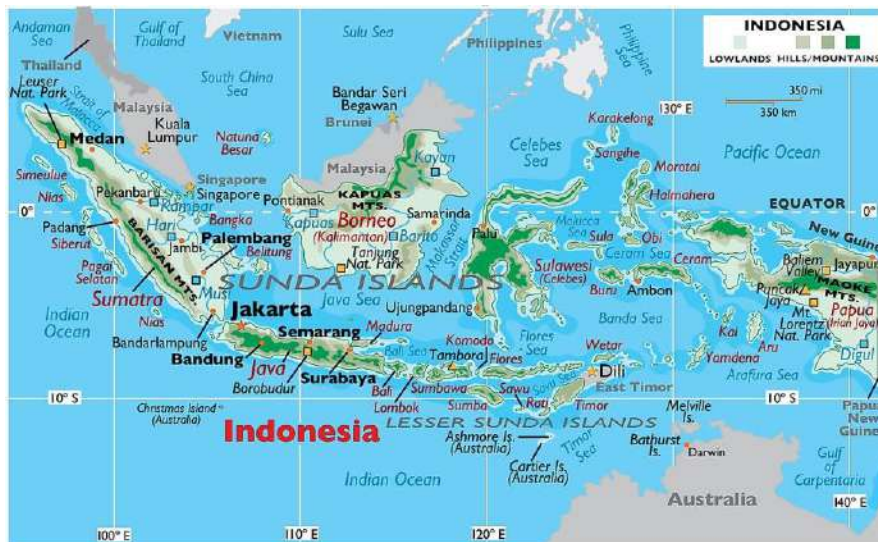 Andaman Sea
Gulf of Thailand
Vietnam
Sulu Sea
Philippines
Philippine Sea
INDONESIA
LOWLANDS HILLS/MOUNTAINS
350 mi
350 km
130° E
Thailand
Leuser Nat. Park
Strait of Malacca
South China Sea
Malaysia
Kuala Lumpur
Medan
Natuna Besar
Bandar Seri Begawan
Brunei
Malaysia
Kayan
Celebes Sea
Karakelong
Sangihe
Morotai
Halmahera
Pacific Ocean
Simeulue
Nias
Singapore
Singapore
Pekanbaru
Kampar
Pontianak
KAPUAS MTS.
Samarinda
EQUATOR
0°
0°
Padang
Siberut
Hari
Bangka
Kapuas
Borneo
(Kalimantan)
Barito
Makassar Strait
Palu
Molucca Sea
Sula
Obi
Ceram Sea
Ceram
New Guinea
Jambi
Palembang
Belitung
Tanjung Nat. Park
Sulawesi
(Celebes)
Buru
Ambon
Baliem Valley
Jayapura
BARISAN MTS.
Pagai Selatan
Sumatra
Musi
SUNDA ISLANDS
Java Sea
Ujungpandang
Banda Sea
Puncak Jaya
MAOKE MTS.
Mt. Lorentz Nat. Park
Papua
(Irian Jaya)
Indian Ocean
Nias
Jakarta
Semarang
Madura
Komodo
Flores Sea
Wetar
Kai
Aru
Digul
Bandarlampung
Bandung
Java
Borobudur
Surabaya
Bali Sea
Tambora
Flores
Dili
East Timor
Yamdena
Arafura Sea
Bali
Lombok
Sumbawa
Sumba
Sawu
Savu Sea
Roti
Timor
10° S
10° S
Christmas Island
(Australia)
Indonesia
LESSER SUNDA ISLANDS
Ashmore Is.
(Australia)
Timor Sea
Cartier Is.
(Australia)
Melville Is.
Bathurst Is.
Darwin
Papua New Guinea
Gulf of Carpentaria
Indian Ocean
Australia
100° E
110° E
120° E
140° E